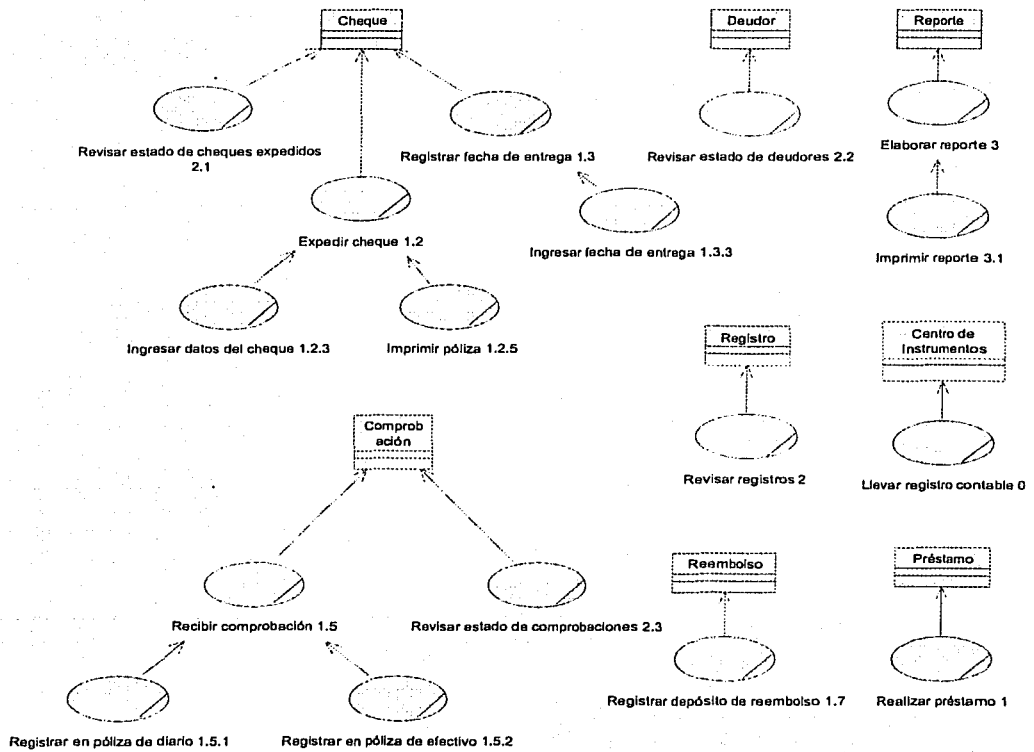 Cheque
Deudor
Reporte
Revisar estado de cheques expedidos
2.1
Registrar fecha de entrega 1.3
Revisar estado de deudores 2.2
Elaborar reporte 3
Expedir cheque 1.2
Ingresar fecha de entrega 1.3.3
Imprimir reporte 3.1
Ingresar datos del cheque 1.2.3
Imprimir póliza 1.2.5
Registro
Centro de
Instrumentos
Comprob
ación
Revisar registros 2
Llevar registro contable 0
Reembolso
Préstamo
Recibir comprobación 1.5
Revisar estado de comprobaciones 2.3
Registrar depósito de reembolso 1.7
Realizar préstamo 1
Registrar en póliza de diario 1.5.1
Registrar en póliza de efectivo 1.5.2